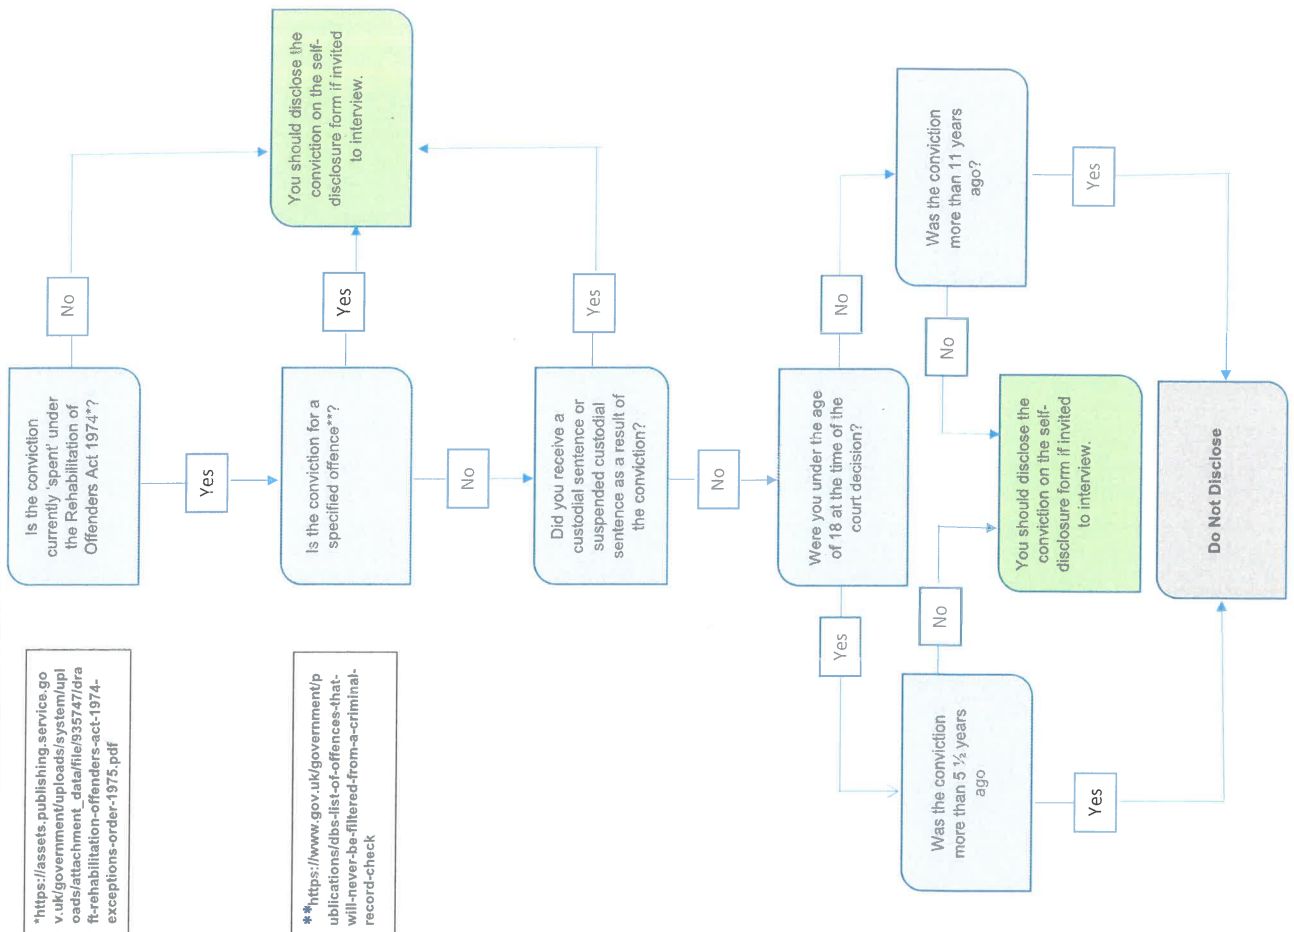 *https://assets.publishing.service.go
v.uk/government/uploads/system/upl
oads/attachment_data/file/935747/dra
ft-rehabilitation-offenders-act-1974-
exceptions-order-1975.pdf
Is the conviction
currently 'spent' under
the Rehabilitation of
Offenders Act 1974*?
No
Yes
**https://www.gov.uk/government/p
ublications/dbs-list-of-offences-that-
will-never-be-filtered-from-a-criminal-
record-check
Is the conviction for a
specified offence**?
Yes
You should disclose the
conviction on the self-
disclosure form if invited
to interview.
No
Did you receive a
custodial sentence or
suspended custodial
sentence as a result of
the conviction?
Yes
No
Were you under the age
of 18 at the time of the
court decision?
Yes
No
Was the conviction
more than 5 ½ years
ago
No
No
Was the conviction
more than 11 years
ago?
You should disclose the
conviction on the self-
disclosure form if invited
to interview.
Yes
Yes
Do Not Disclose